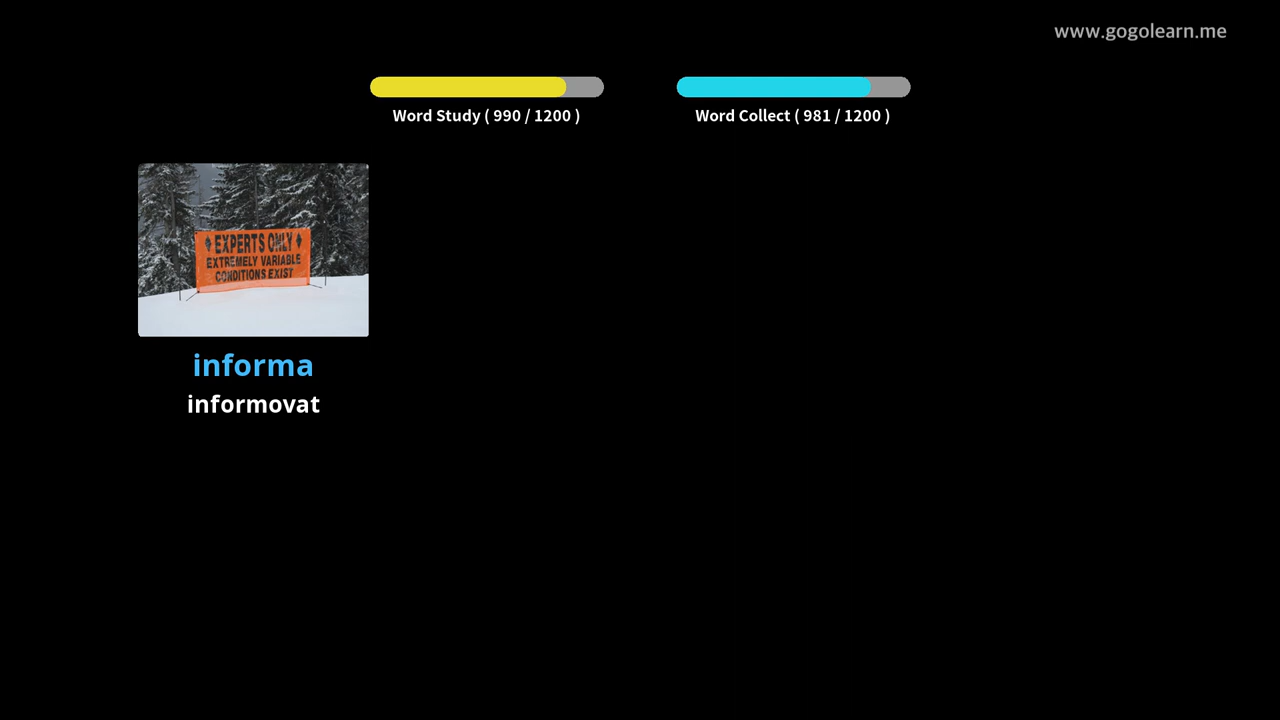 www.gogolearn.me
Word Study ( 990 / 1200 )
Word Collect ( 981 / 1200 )
EXPERTS ONLY
EXTREMELY VARIABLE
CONDITIONS EXIST
informa
informovat